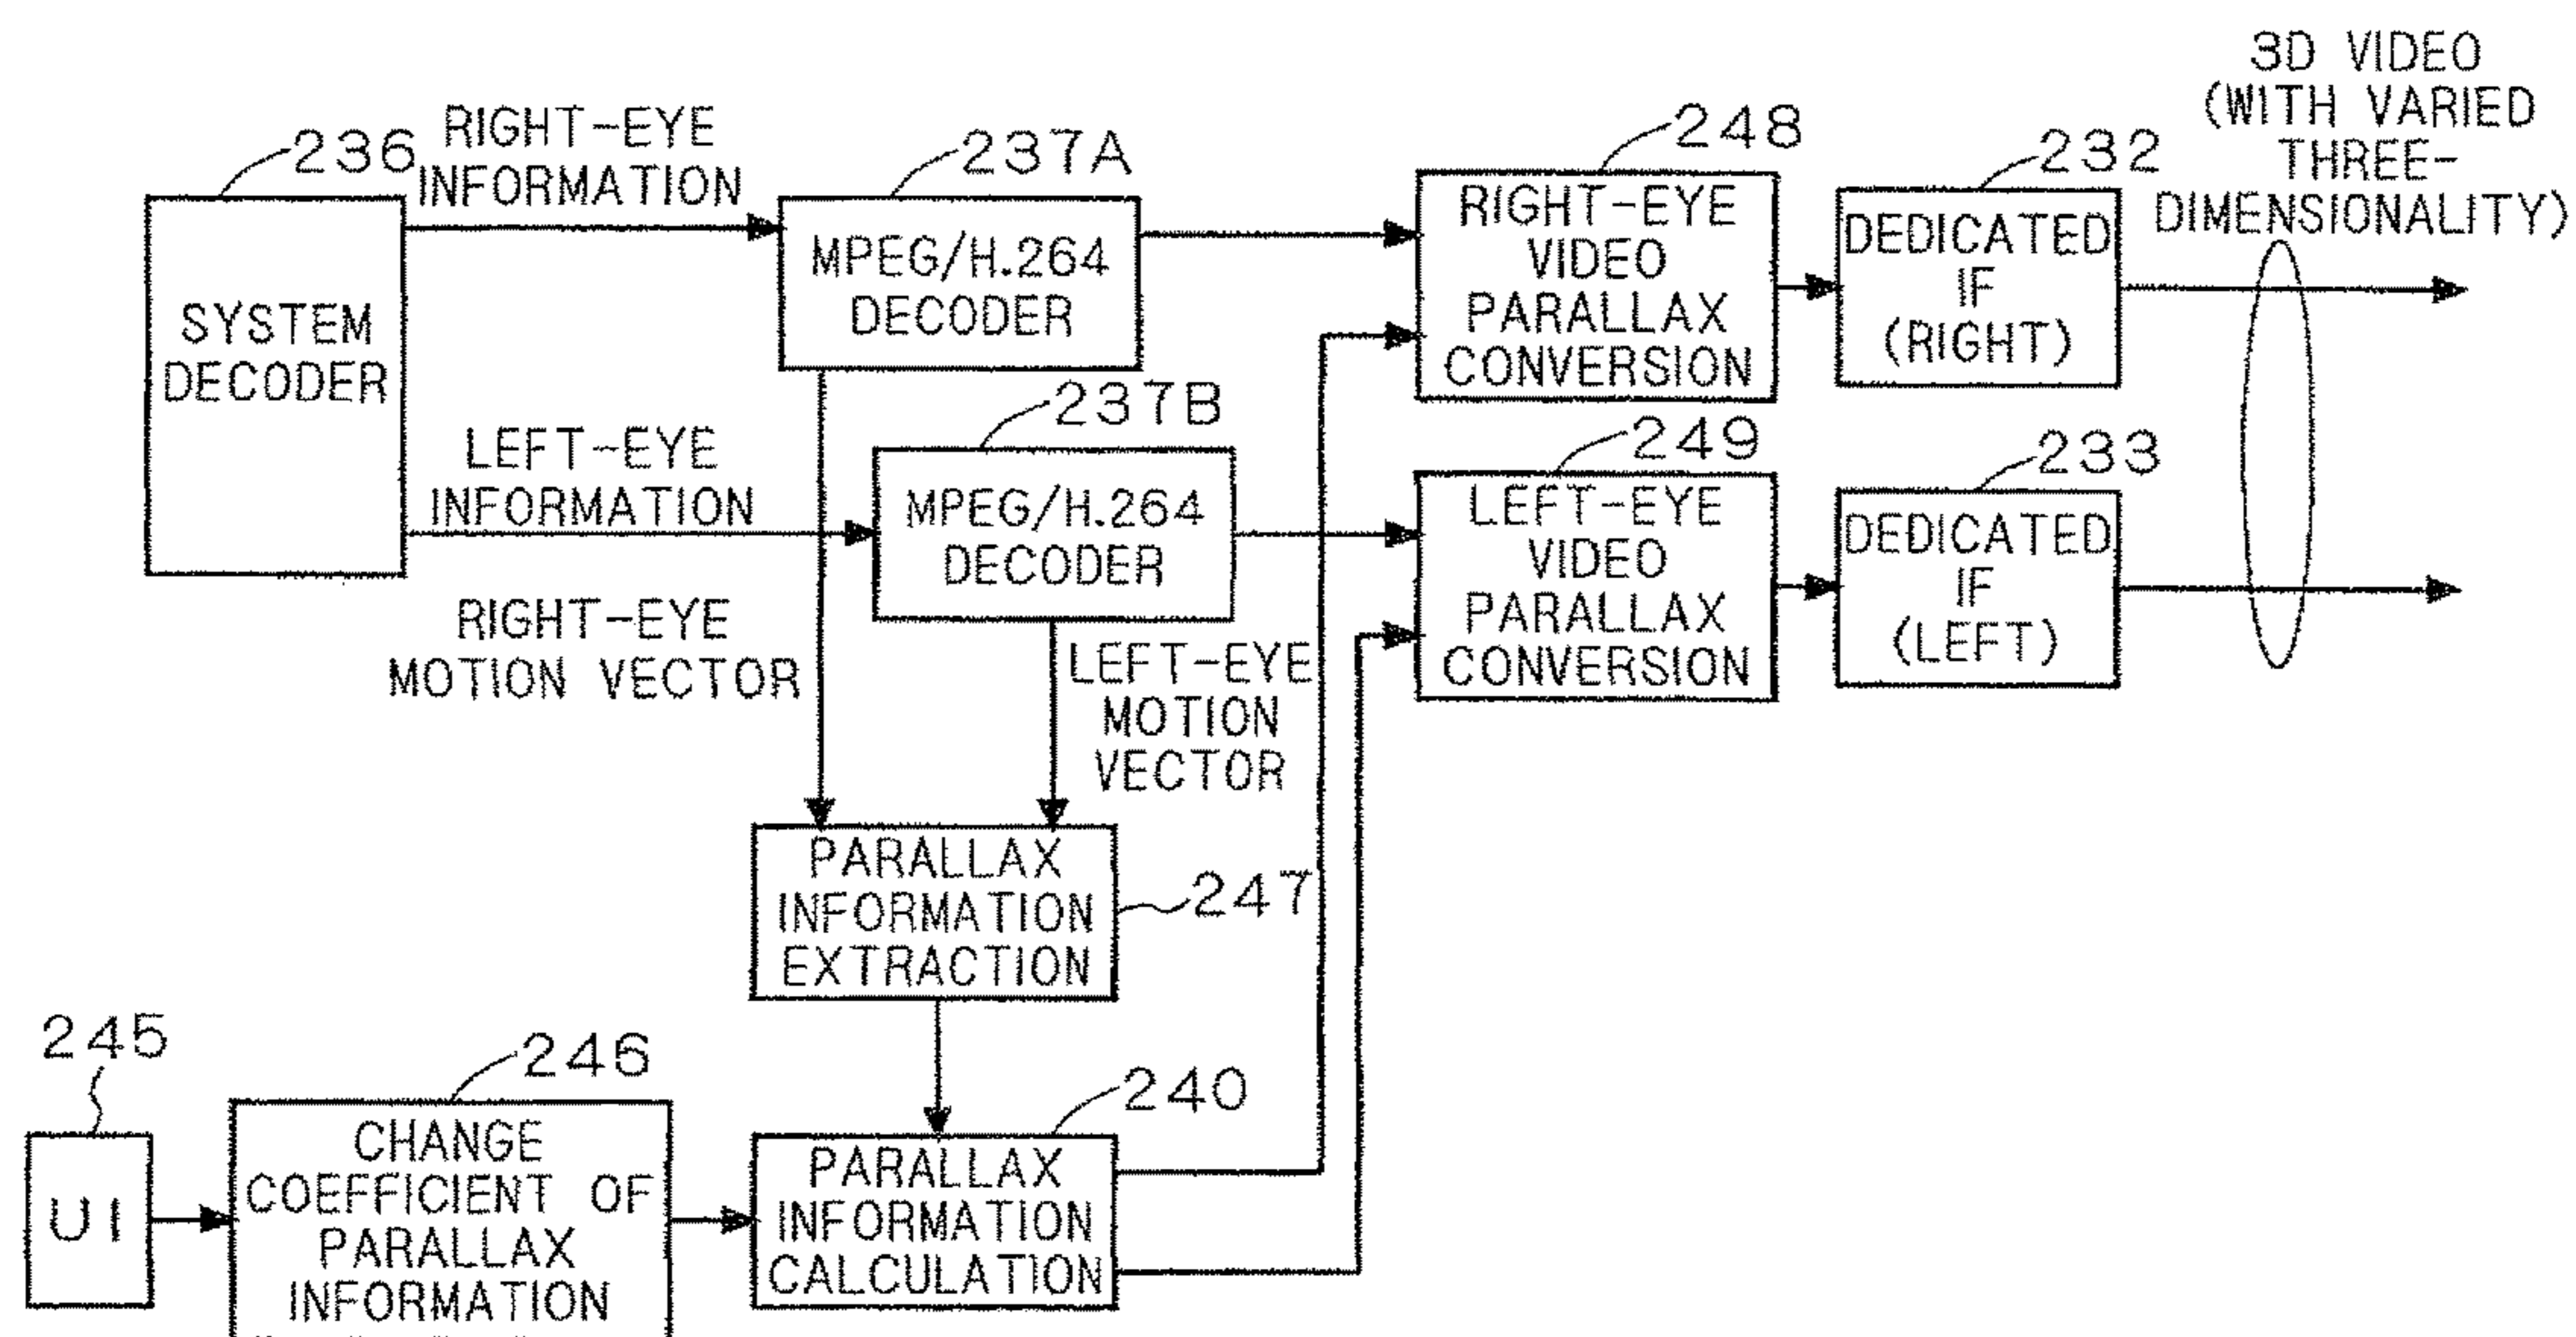 3D VIDEO
(WITH VARIED
THREE-
DIMENSIONALITY)
236
RIGHT-EYE
INFORMATION
237A
248
232
SYSTEM
DECODER
MPEG/H.264
DECODER
RIGHT-EYE
VIDEO
PARALLAX
CONVERSION
DEDICATED
IF
(RIGHT)
LEFT-EYE
INFORMATION
237B
249
233
MPEG/H.264
DECODER
LEFT-EYE
VIDEO
PARALLAX
CONVERSION
DEDICATED
IF
(LEFT)
RIGHT-EYE
MOTION VECTOR
LEFT-EYE
MOTION
VECTOR
PARALLAX
INFORMATION
EXTRACTION
247
245
246
240
UI
CHANGE
COEFFICIENT OF
PARALLAX
INFORMATION
PARALLAX
INFORMATION
CALCULATION